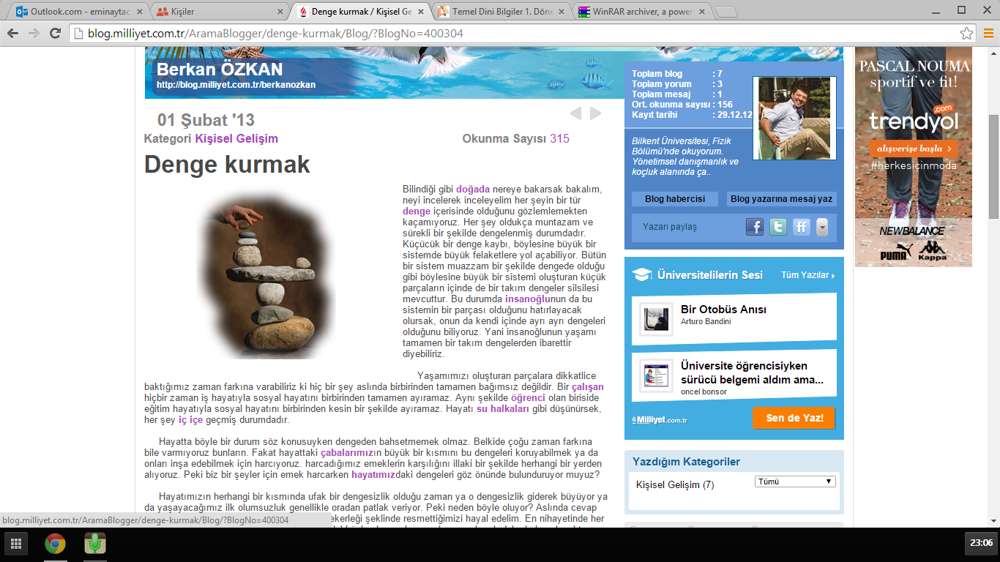 Outlook.com - eminaytac
Kişiler
Denge kurmak / Kişisel Ge
Temel Dini Bilgiler 1. Döne
WinRAR archiver, a power
blog.milliyet.com.tr/AramaBlogger/denge-kurmak/Blog/?BlogNo=400304
Berkan ÖZKAN
http://blog.milliyet.com.tr/berkanozkan
01 Şubat '13
Kategori Kişisel Gelişim
Okunma Sayısı 315
Denge kurmak
Bilindiği gibi doğada nereye bakarsak bakalım,
neyi incelerek inceleyelim her şeyin bir tür
denge içerisinde olduğunu gözlemlemekten
kaçamıyoruz. Her şey oldukça muntazam ve
sürekli bir şekilde dengelenmiş durumdadır.
Küçücük bir denge kaybı, böylesine büyük bir
sistemde büyük felaketlere yol açabiliyor. Bütün
bir sistem muazzam bir şekilde dengede olduğu
gibi böylesine büyük bir sistemi oluşturan küçük
parçaların içinde de bir takım dengeler silsilesi
mevcuttur. Bu durumda insanoğlunun da bu
sistemin bir parçası olduğunu hatırlayacak
olursak, onun da kendi içinde ayrı ayrı dengeleri
olduğunu biliyoruz. Yani insanoğlunun yaşamı
tamamen bir takım dengelerden ibarettir
diyebiliriz.
Yaşamımızı oluşturan parçalara dikkatlice
baktığımız zaman farkına varabiliriz ki hiç bir şey aslında birbirinden tamamen bağımsız değildir. Bir çalışan
hiçbir zaman iş hayatıyla sosyal hayatını birbirinden tamamen ayıramaz. Aynı şekilde öğrenci olan biriside
eğitim hayatıyla sosyal hayatını birbirinden kesin bir şekilde ayıramaz. Hayatı su halkaları gibi düşünürsek,
her şey iç içe geçmiş durumdadır.
Hayatta böyle bir durum söz konusuyken dengeden bahsetmemek olmaz. Belkide çoğu zaman farkına
bile varmıyoruz bunların. Fakat hayattaki çabalarımızın büyük bir kısmını bu dengeleri koruyabilmek ya da
onları inşa edebilmek için harcıyoruz. harcadığımız emeklerin karşılığını illaki bir şekilde herhangi bir yerden
alıyoruz. Peki biz bir şeyler için emek harcarken hayatımızdaki dengeleri göz önünde bulunduruyor muyuz?
Hayatımızın herhangi bir kısmında ufak bir dengesizlik olduğu zaman ya o dengesizlik giderek büyüyor ya
da yaşayacağımız ilk olumsuzluk genellikle oradan patlak veriyor. Peki neden böyle oluyor? Aslında cevap
ekerleği şeklinde resmettiğimizi hayal edelim. En nihayetinde her
blog.milliyet.com.tr/AramaBlogger/denge-kurmak/Blog/?BlogNo=400304
Toplam blog : 7
Toplam yorum : 3
Toplam mesaj : 1
Ort. okunma sayısı : 156
Kayıt tarihi : 29.12.12
Bilkent Üniversitesi, Fizik
Bölümü'nde okuyorum.
Yönetimsel danışmanlık ve
koçluk alanında ça..
Blog habercisi
Blog yazarına mesaj yaz
Yazarı paylaş
f t ff
Üniversitelilerin Sesi
Tüm Yazılar
Bir Otobüs Anısı
Arturo Bandini
Üniversite öğrencisiyken
sürücü belgemi aldım ama...
oncel bonsor
Milliyet.com.tr
Sen de Yaz!
Yazdığım Kategoriler
Kişisel Gelişim (7)
Tümü
PASCAL NOUMA
sportif ve fit!
.com
trendyol
alışverişe başla >
#herkesiçinmoda
NEW BALANCE
PUMA
Kappa
23:06